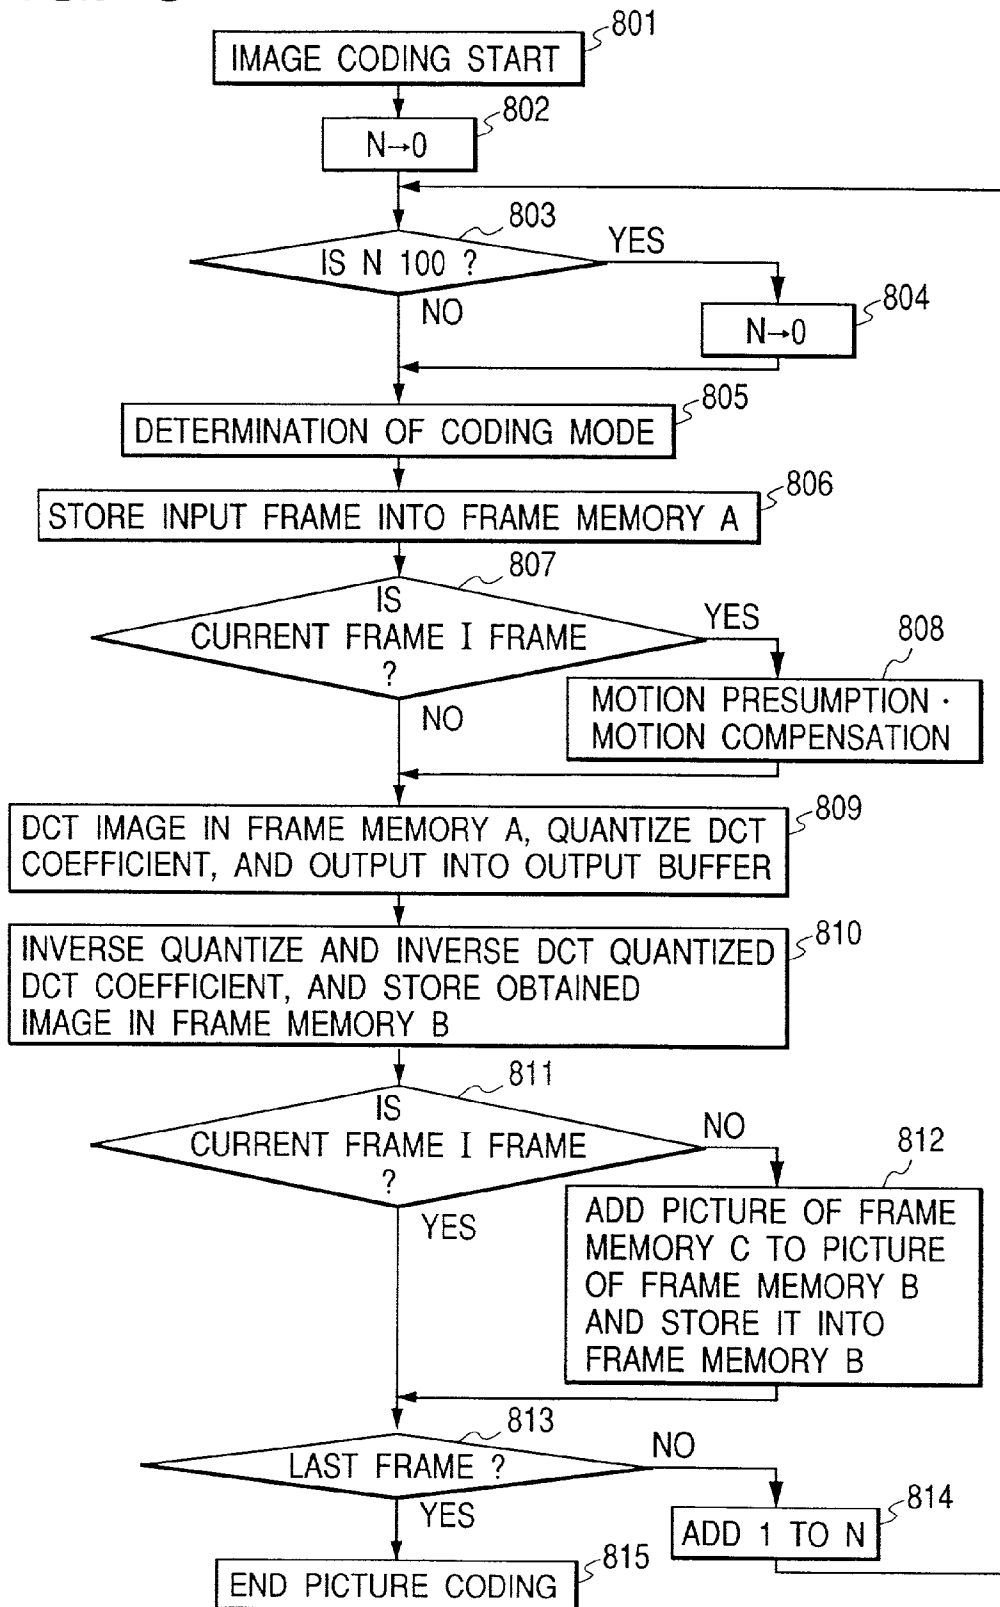 801
IMAGE CODING START
802
N→0
803
IS N 100 ?
YES
NO
804
N→0
805
DETERMINATION OF CODING MODE
806
STORE INPUT FRAME INTO FRAME MEMORY A
807
IS
CURRENT FRAME I FRAME
?
YES
NO
808
MOTION PRESUMPTION ·
MOTION COMPENSATION
809
DCT IMAGE IN FRAME MEMORY A, QUANTIZE DCT
COEFFICIENT, AND OUTPUT INTO OUTPUT BUFFER
810
INVERSE QUANTIZE AND INVERSE DCT QUANTIZED
DCT COEFFICIENT, AND STORE OBTAINED
IMAGE IN FRAME MEMORY B
811
IS
CURRENT FRAME I FRAME
?
NO
YES
812
ADD PICTURE OF FRAME
MEMORY C TO PICTURE
OF FRAME MEMORY B
AND STORE IT INTO
FRAME MEMORY B
813
LAST FRAME ?
NO
YES
814
ADD 1 TO N
815
END PICTURE CODING